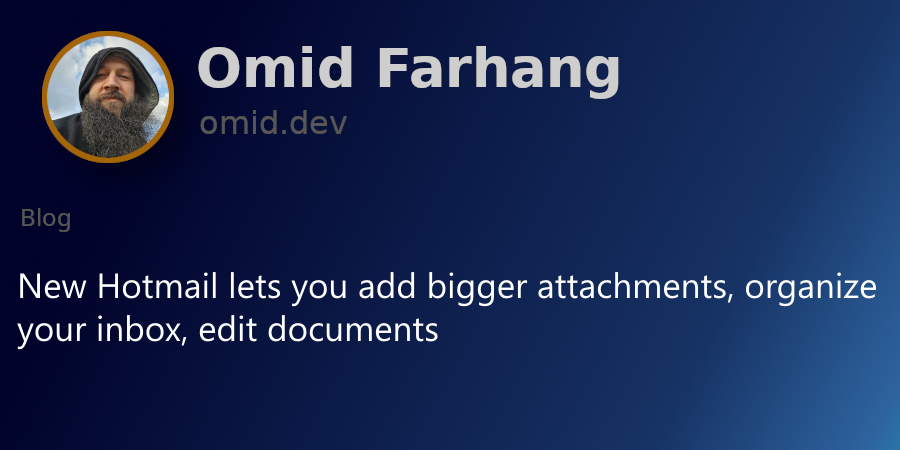 Omid Farhang
omid.dev
Blog
New Hotmail lets you add bigger attachments, organize
your inbox, edit documents